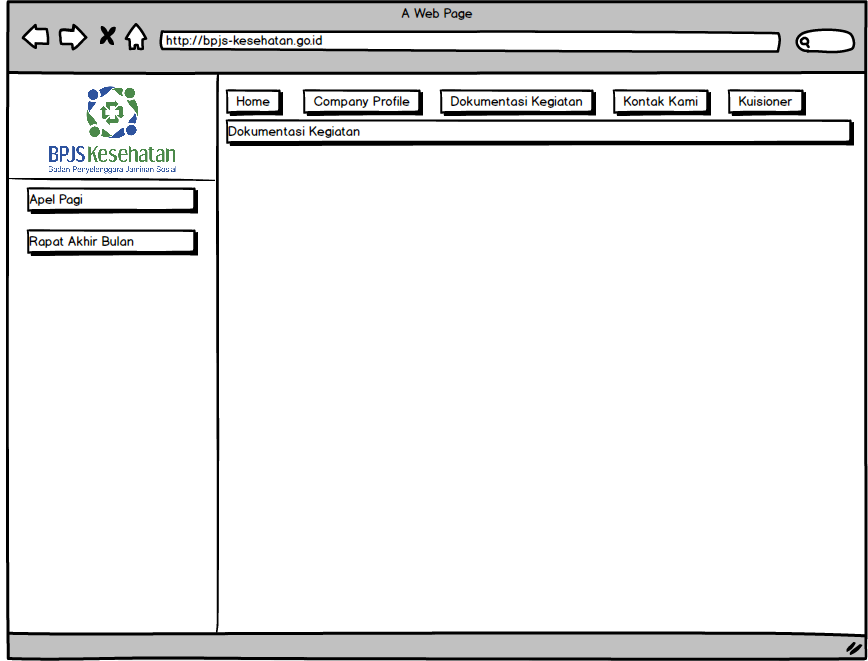 A Web Page
http://bpjs-kesehatan.go.id
BPJS Kesehatan
Badan Penyelenggara Jaminan Sosial
Home
Company Profile
Dokumentasi Kegiatan
Kontak Kami
Kuisioner
Dokumentasi Kegiatan
Apel Pagi
Rapat Akhir Bulan